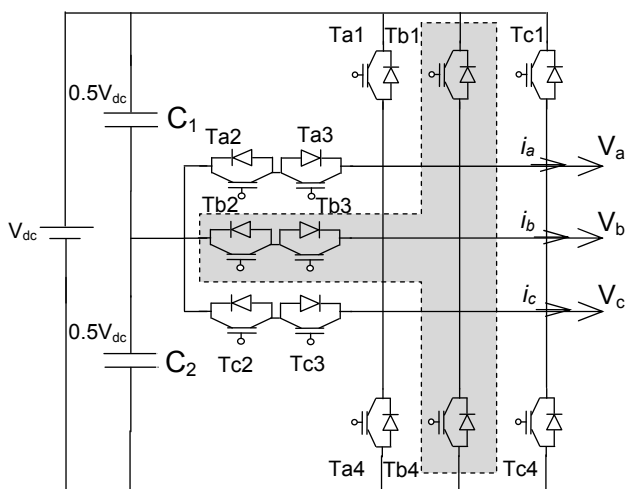 Ta1 Tb1 Tc1
0.5Vdc
C1
Ta2 Ta3
ia Va
Tb2 Tb3
ib Vb
Vdc
ic Vc
0.5Vdc
C2
Tc2 Tc3
Ta4 Tb4 Tc4